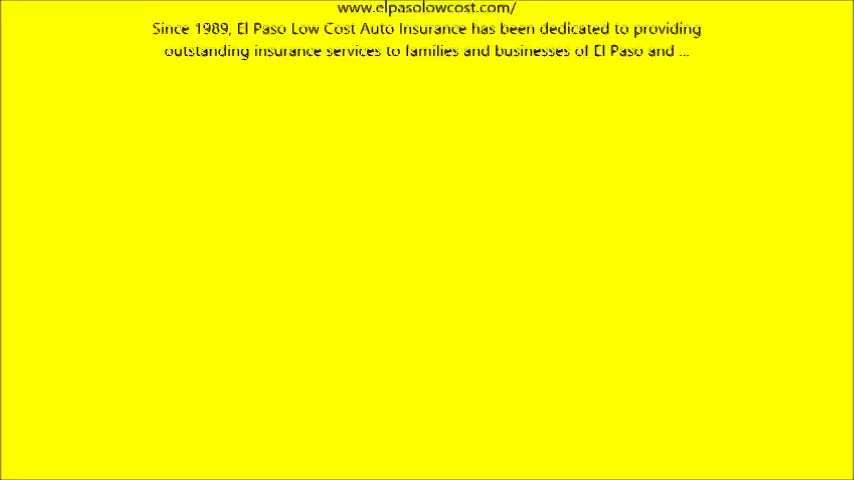 www.elpasolowcost.com/
Since 1989, El Paso Low Cost Auto Insurance has been dedicated to providing
outstanding insurance services to families and businesses of El Paso and ...